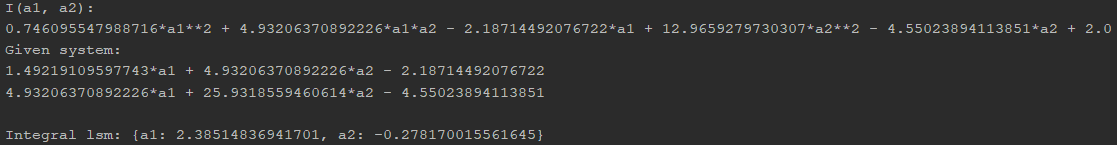 I(a1, a2):
0.746095547988716*a1**2 + 4.93206370892226*a1*a2 - 2.18714492076722*a1 + 12.9659279730307*a2**2 - 4.55023894113851*a2 + 2.0
Given system:
1.49219109597743*a1 + 4.93206370892226*a2 - 2.18714492076722
4.93206370892226*a1 + 25.9318559460614*a2 - 4.55023894113851
Integral lsm: {a1: 2.38514836941701, a2: -0.278170015561645}